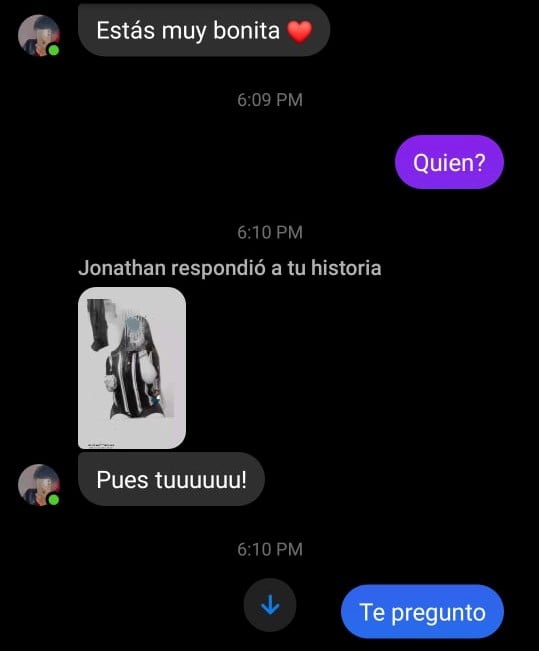 Estás muy bonita ❤️
6:09 PM
Quien?
6:10 PM
Jonathan respondió a tu historia
Pues tuuuuuu!
6:10 PM
Te pregunto